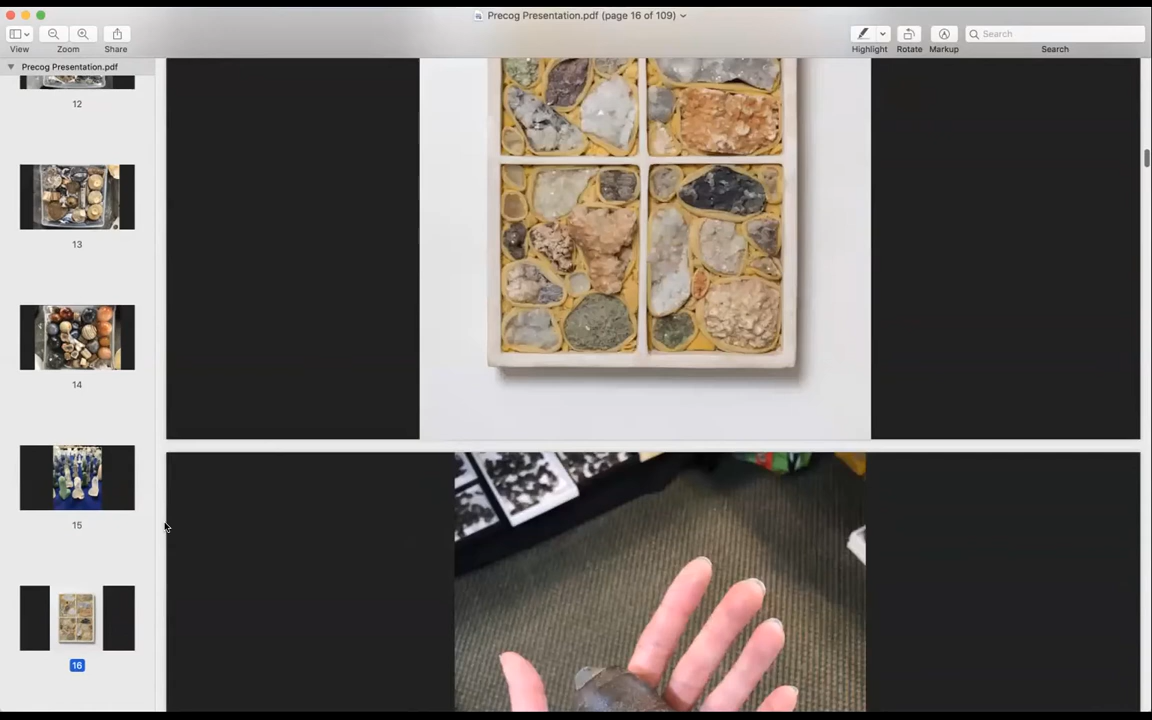 Precog Presentation.pdf (page 16 of 109)
View
Zoom
Share
Highlight
Rotate
Markup
Search
Search
Precog Presentation.pdf
12
13
14
15
16